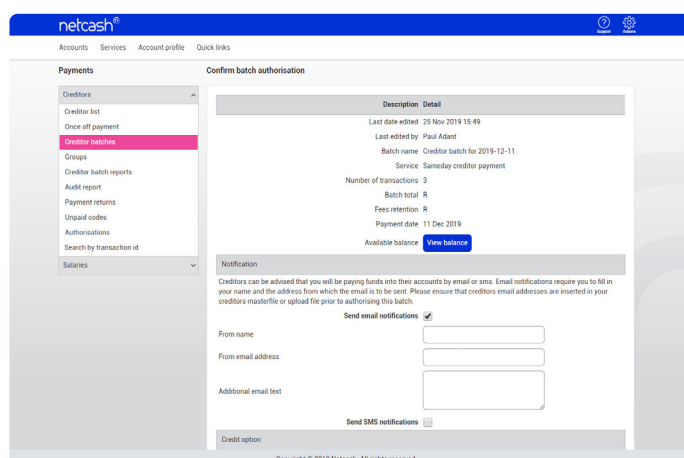 netcash®
Support Actions
Accounts Services Account profile Quick links
Payments
Confirm batch authorisation
Creditors
Creditor list
Once off payment
Creditor batches
Groups
Creditor batch reports
Audit report
Payment returns
Unpaid codes
Authorisations
Search by transaction id
Salaries
Description Detail
Last date edited 25 Nov 2019 15:49
Last edited by Paul Adant
Batch name Creditor batch for 2019-12-11
Service Sameday creditor payment
Number of transactions 3
Batch total R
Fees retention R
Payment date 11 Dec 2019
Available balance View balance
Notification
Creditors can be advised that you will be paying funds into their accounts by email or sms. Email notifications require you to fill in
your name and the address from which the email is to be sent. Please ensure that creditors email addresses are inserted in your
creditors masterfile or upload file prior to authorising this batch.
Send email notifications
From name
From email address
Additional email text
Send SMS notifications
Credit option
Copyright © 2019 Netcash. All rights reserved